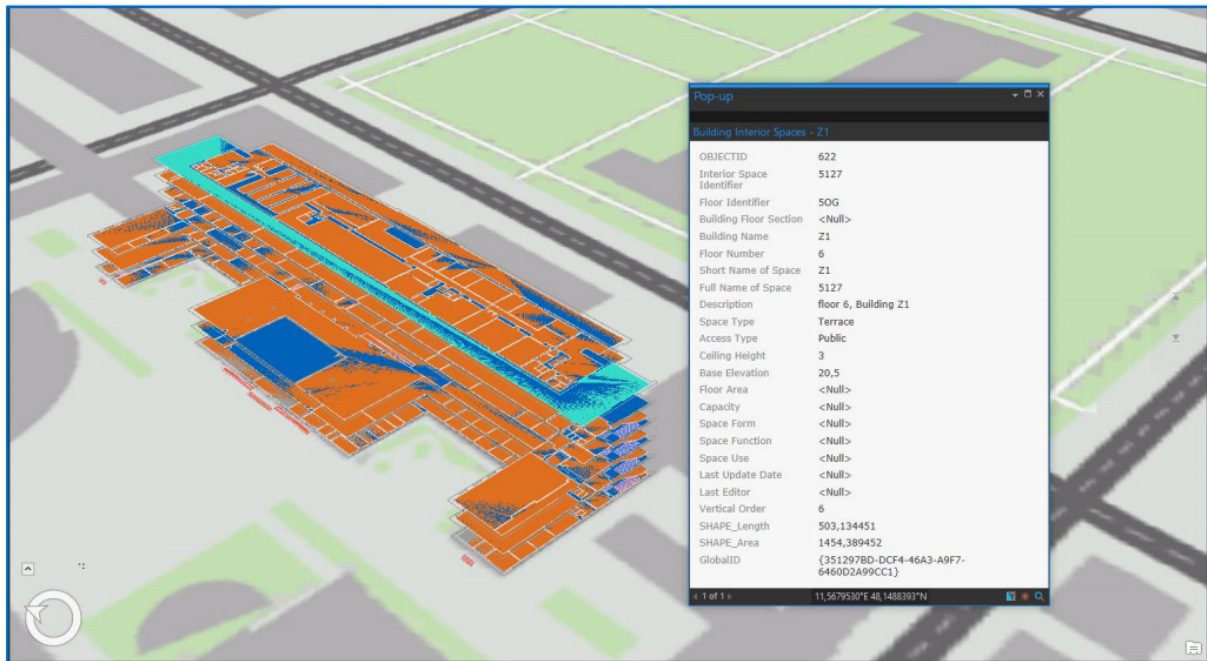 Pop-up
Building Interior Spaces - Z1
OBJECTID 622
Interior Space Identifier 5127
Floor Identifier 5OG
Building Floor Section <Null>
Building Name Z1
Floor Number 6
Short Name of Space Z1
Full Name of Space 5127
Description floor 6, Building Z1
Space Type Terrace
Access Type Public
Ceiling Height 3
Base Elevation 20,5
Floor Area <Null>
Capacity <Null>
Space Form <Null>
Space Function <Null>
Space Use <Null>
Last Update Date <Null>
Last Editor <Null>
Vertical Order 6
SHAPE_Length 503,134451
SHAPE_Area 1454,389452
GlobalID {351297BD-DCF4-46A3-A9F7-6460D2A99CC1}
1 of 1 11,5679530°E 48,1488393°N